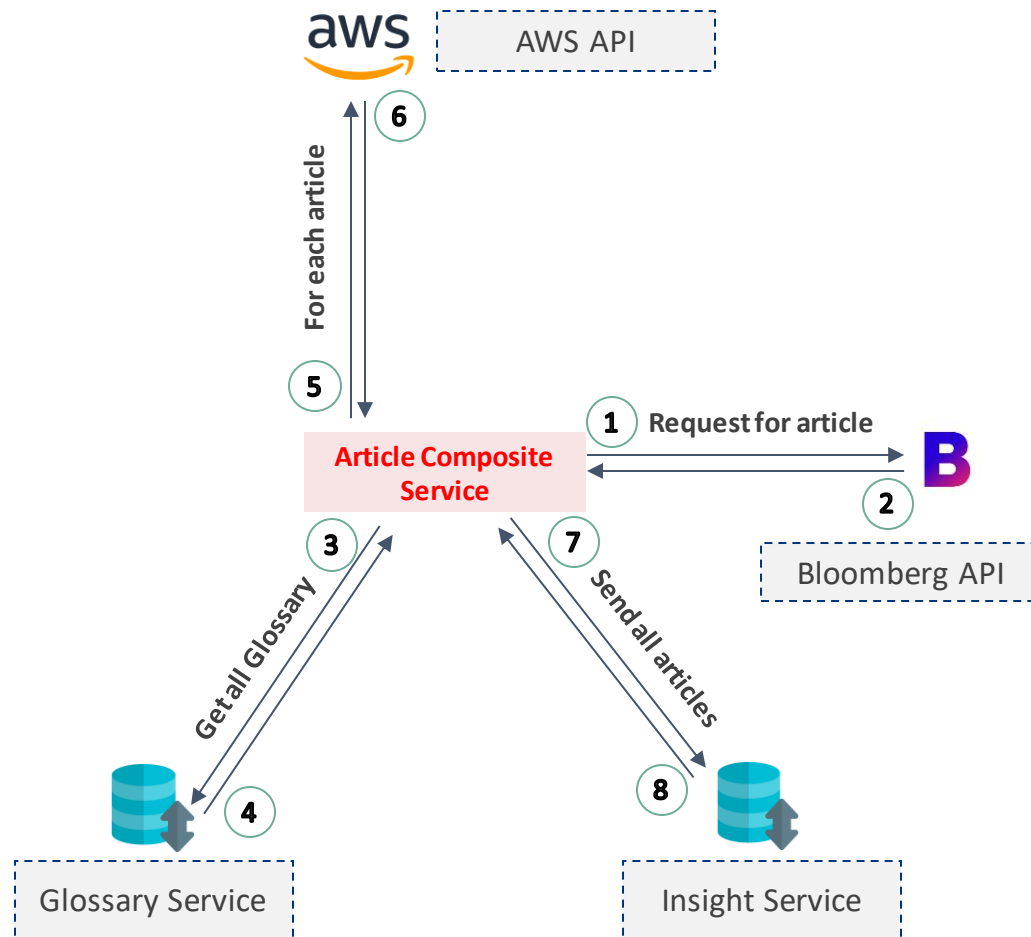 aws
AWS API
6
For each article
5
1
Request for article
Article Composite
Service
B
2
3
7
Bloomberg API
Get all Glossary
Send all articles
4
8
Glossary Service
Insight Service